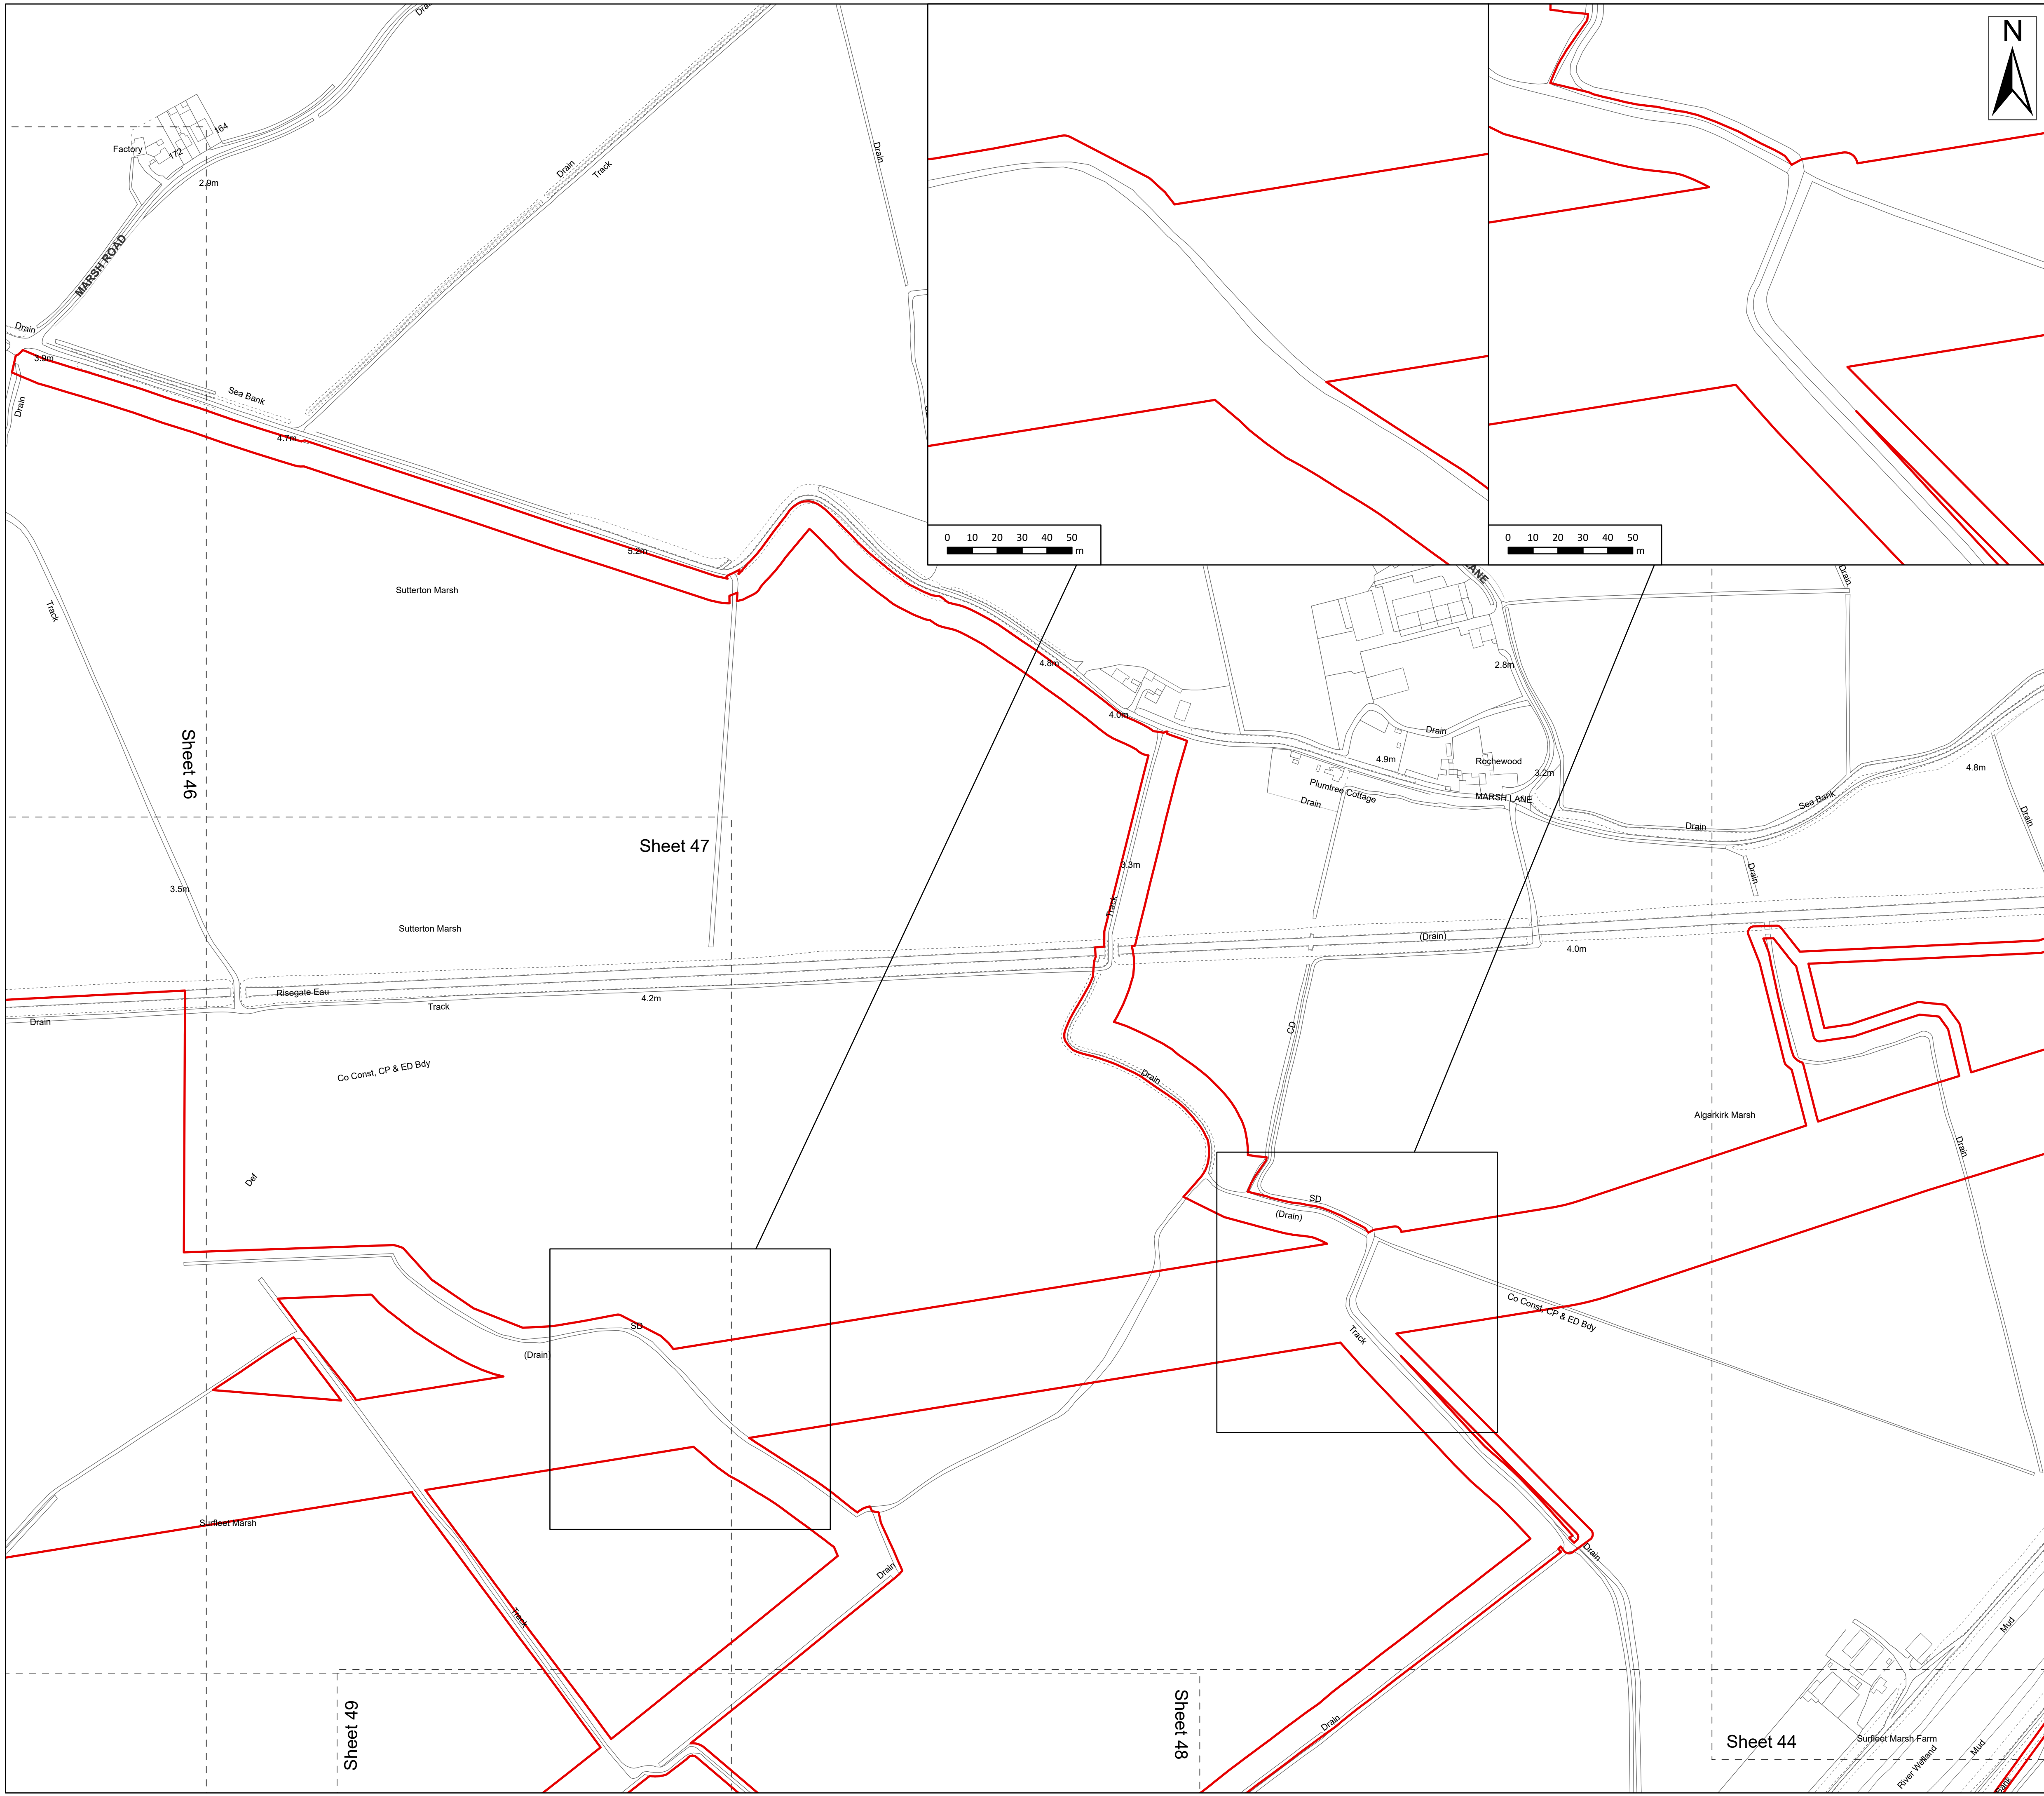 Drain
N
164
Factory
172
2.9m
Drain
Track
Drain
MARSH ROAD
Drain
3.9m
Drain
Sea Bank
4.7m
5.2m
0 10 20 30 40 50 m
0 10 20 30 40 50 m
Sutterton Marsh
Track
Drain
4.8m
2.8m
4.0m
Drain
4.9m
Rochewood
3.2m
Plumtree Cottage
Drain
MARSH LANE
Sea Bank
4.8m
Drain
Drain
Drain
Sheet 46
Sheet 47
3.3m
3.5m
Track
Sutterton Marsh
(Drain)
4.0m
Risegate Eau
4.2m
Track
Drain
CD
Co Const, CP & ED Bdy
Drain
Algarkirk Marsh
Drain
Def
SD
(Drain)
Co Const, CP & ED Bdy
SD
Track
(Drain)
Surfleet Marsh
Drain
Drain
Track
Mud
Sheet 49
Sheet 48
Drain
Sheet 44
Surfleet Marsh Farm
Mud
River Welland